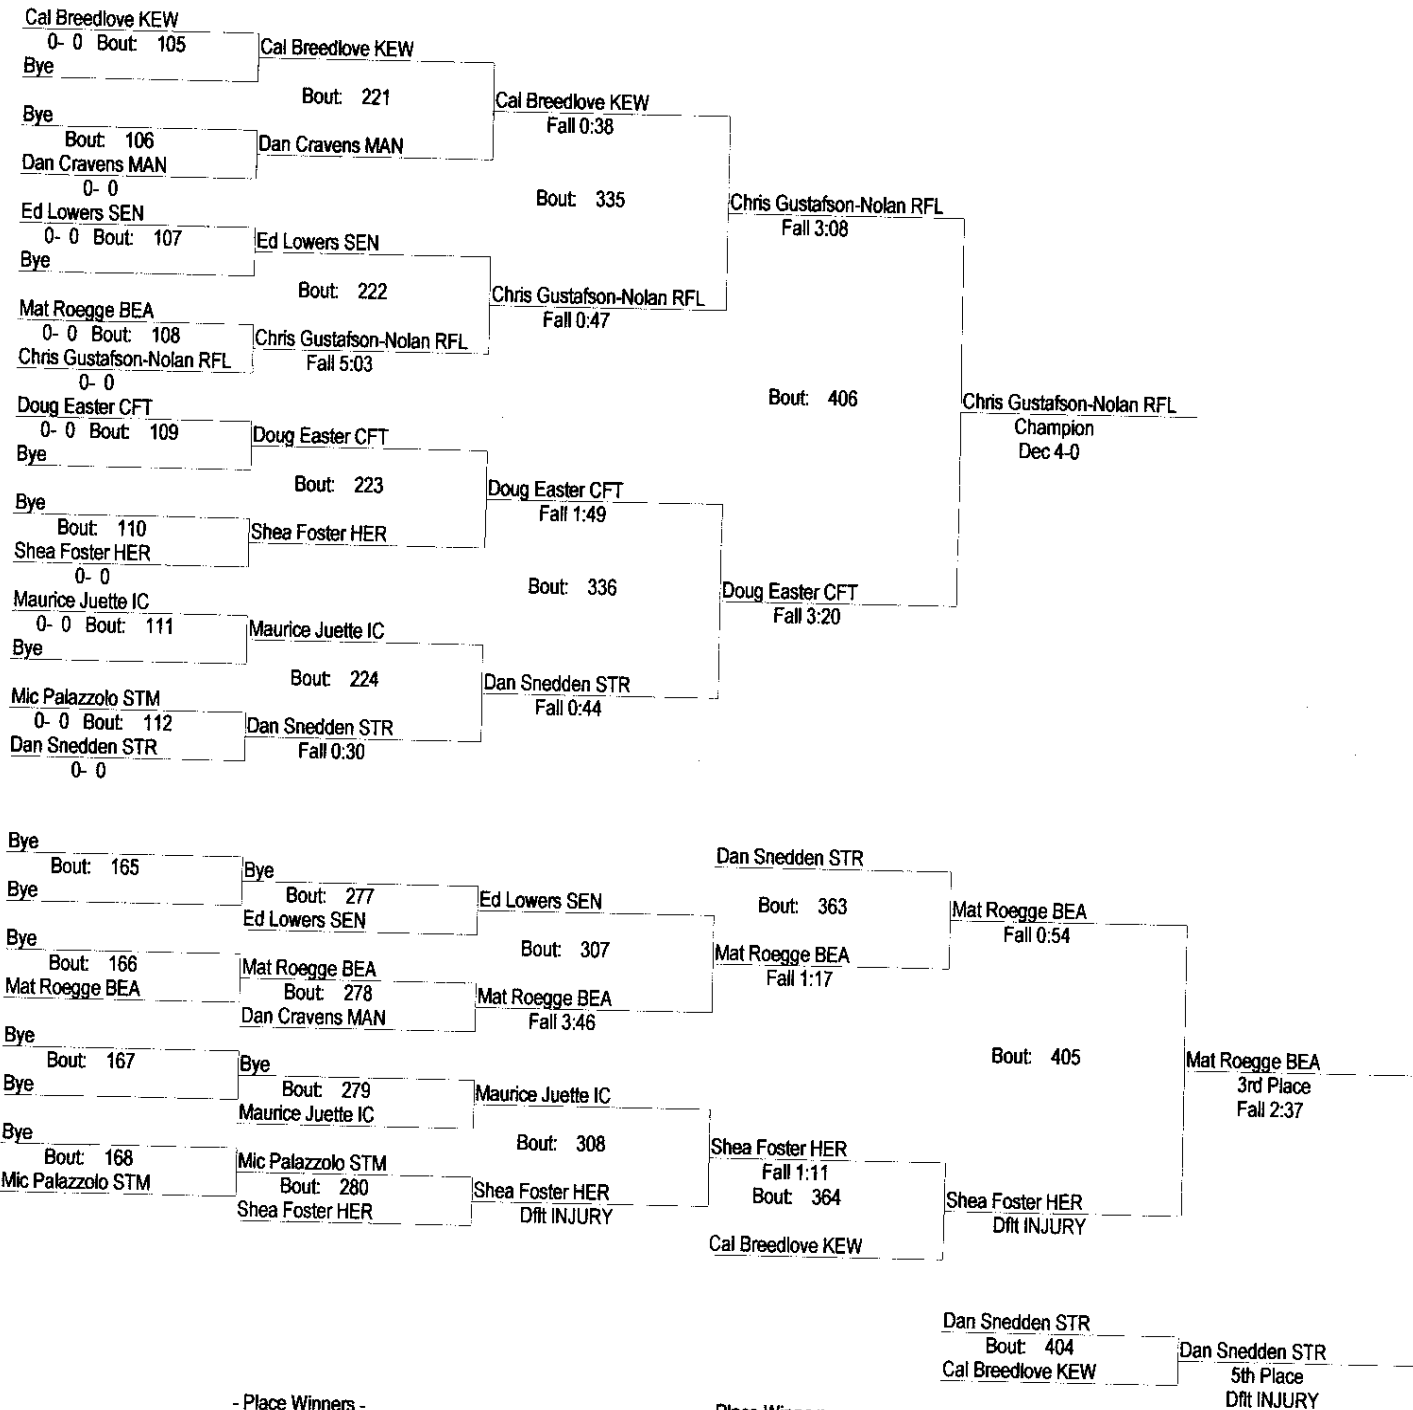 Cal Breedlove KEW
0- 0 Bout: 105
Bye
Cal Breedlove KEW
Bout: 221
Bye
Bout: 106
Dan Cravens MAN
0- 0
Dan Cravens MAN
Cal Breedlove KEW
Fall 0:38
Bout: 335
Ed Lowers SEN
0- 0 Bout: 107
Bye
Ed Lowers SEN
Bout: 222
Mat Roegge BEA
0- 0 Bout: 108
Chris Gustafson-Nolan RFL
0- 0
Chris Gustafson-Nolan RFL
Fall 5:03
Chris Gustafson-Nolan RFL
Fall 0:47
Chris Gustafson-Nolan RFL
Fall 3:08
Bout: 406
Chris Gustafson-Nolan RFL
Champion
Dec 4-0
Doug Easter CFT
0- 0 Bout: 109
Bye
Doug Easter CFT
Bout: 223
Bye
Bout: 110
Shea Foster HER
0- 0
Shea Foster HER
Doug Easter CFT
Fall 1:49
Bout: 336
Maurice Juette IC
0- 0 Bout: 111
Bye
Maurice Juette IC
Bout: 224
Mic Palazzolo STM
0- 0 Bout: 112
Dan Snedden STR
0- 0
Dan Snedden STR
Fall 0:30
Dan Snedden STR
Fall 0:44
Doug Easter CFT
Fall 3:20
Bye
Bout: 165
Bye
Bye
Bout: 277
Ed Lowers SEN
Ed Lowers SEN
Bout: 307
Bye
Bout: 166
Mat Roegge BEA
Mat Roegge BEA
Bout: 278
Dan Cravens MAN
Mat Roegge BEA
Fall 3:46
Dan Snedden STR
Bout: 363
Mat Roegge BEA
Fall 1:17
Mat Roegge BEA
Fall 0:54
Bout: 405
Mat Roegge BEA
3rd Place
Fall 2:37
Bye
Bout: 167
Bye
Bye
Bout: 279
Maurice Juette IC
Maurice Juette IC
Bout: 308
Bye
Bout: 168
Mic Palazzolo STM
Mic Palazzolo STM
Bout: 280
Shea Foster HER
Shea Foster HER
Dflt INJURY
Shea Foster HER
Fall 1:11
Bout: 364
Cal Breedlove KEW
Shea Foster HER
Dflt INJURY
Dan Snedden STR
Bout: 404
Cal Breedlove KEW
Dan Snedden STR
5th Place
Dflt INJURY
- Place Winners -